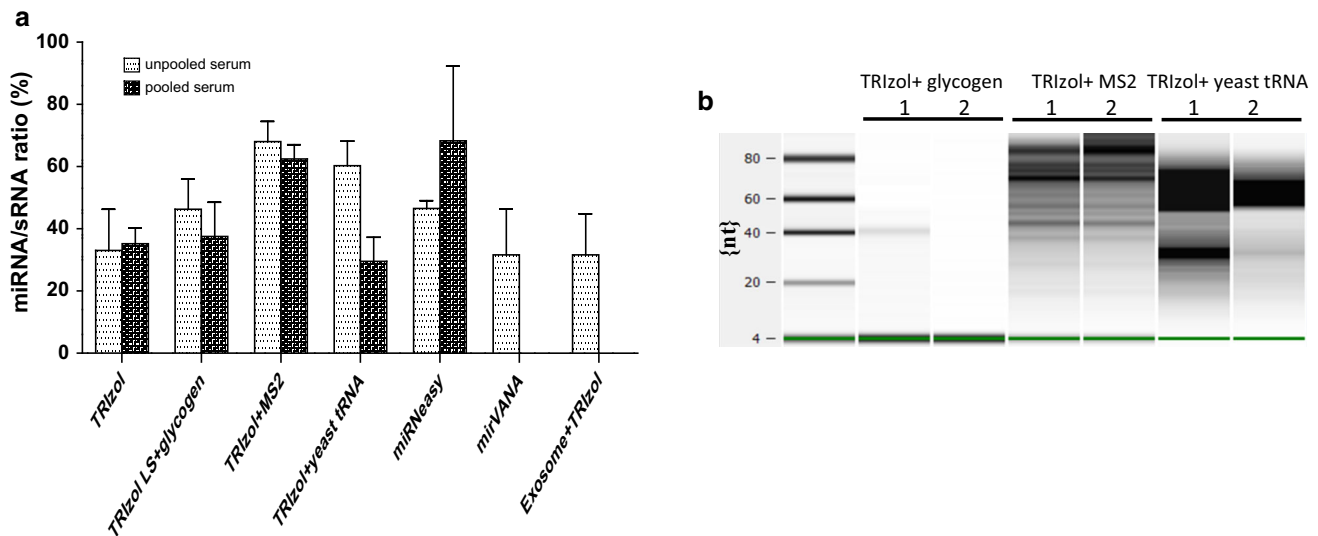 a
miRNA/sRNA ratio (%)
100
80
60
40
20
0
unpooled serum
pooled serum
TRIzol
TRIzol LS+glycogen
TRIzol+MS2
TRIzol+yeast tRNA
miRNeasy
mirVANA
Exosome+TRIzol
b
TRIzol+ glycogen TRIzol+ MS2 TRIzol+ yeast tRNA
1 2 1 2 1 2
{nt}
80
60
40
20
4